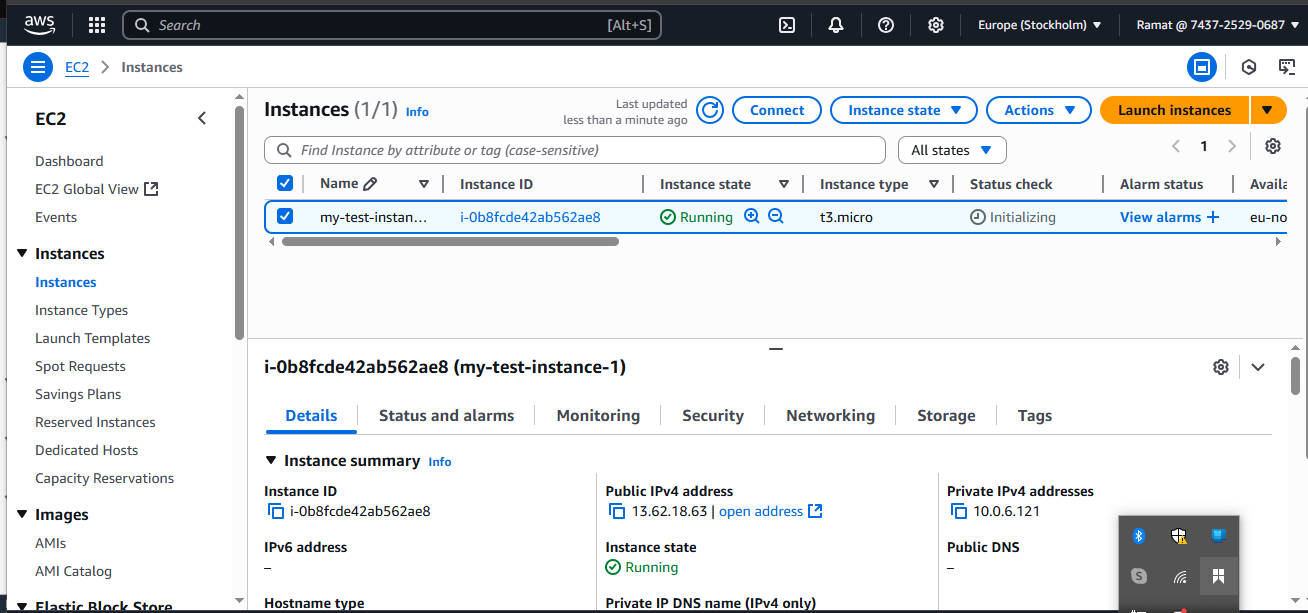 aws
Search [Alt+S] Europe (Stockholm) Ramat @ 7437-2529-0687
EC2 > Instances
EC2
Dashboard
EC2 Global View
Events
Instances
Instances
Instance Types
Launch Templates
Spot Requests
Savings Plans
Reserved Instances
Dedicated Hosts
Capacity Reservations
Images
AMIs
AMI Catalog
Elastic Block Store
Instances (1/1) Info
Last updated
less than a minute ago
Connect Instance state Actions Launch instances
Find Instance by attribute or tag (case-sensitive) All states 1
Name Instance ID Instance state Instance type Status check Alarm status Availa
my-test-instan... i-0b8fcde42ab562ae8 Running t3.micro Initializing View alarms + eu-no
i-0b8fcde42ab562ae8 (my-test-instance-1)
Details Status and alarms Monitoring Security Networking Storage Tags
Instance summary Info
Instance ID Public IPv4 address Private IPv4 addresses
i-0b8fcde42ab562ae8 13.62.18.63 | open address 10.0.6.121
IPv6 address Instance state Public DNS
– Running –
Hostname type Private IP DNS name (IPv4 only)